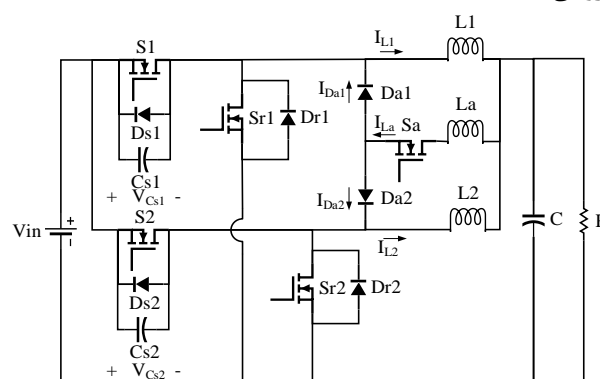 S1
I_L1
L1
I_Da1
Da1
Sr1
Dr1
Ds1
I_La
Sa
La
Cs1
+ V_Cs1 -
I_Da2
Da2
L2
S2
Vin
+
-
I_L2
C
Sr2
Dr2
Ds2
Cs2
+ V_Cs2 -